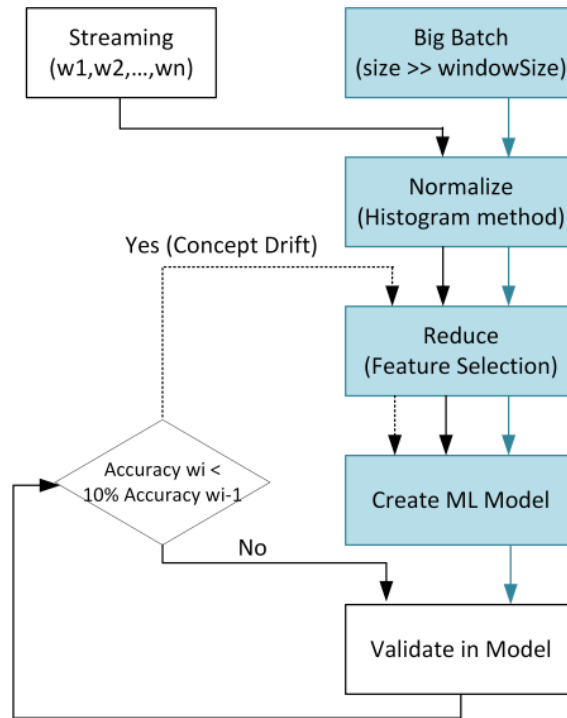 Streaming
(w1,w2,...,wn)
Big Batch
(size >> windowSize)
Normalize
(Histogram method)
Yes (Concept Drift)
Reduce
(Feature Selection)
Accuracy wi <
10% Accuracy wi-1
Create ML Model
No
Validate in Model